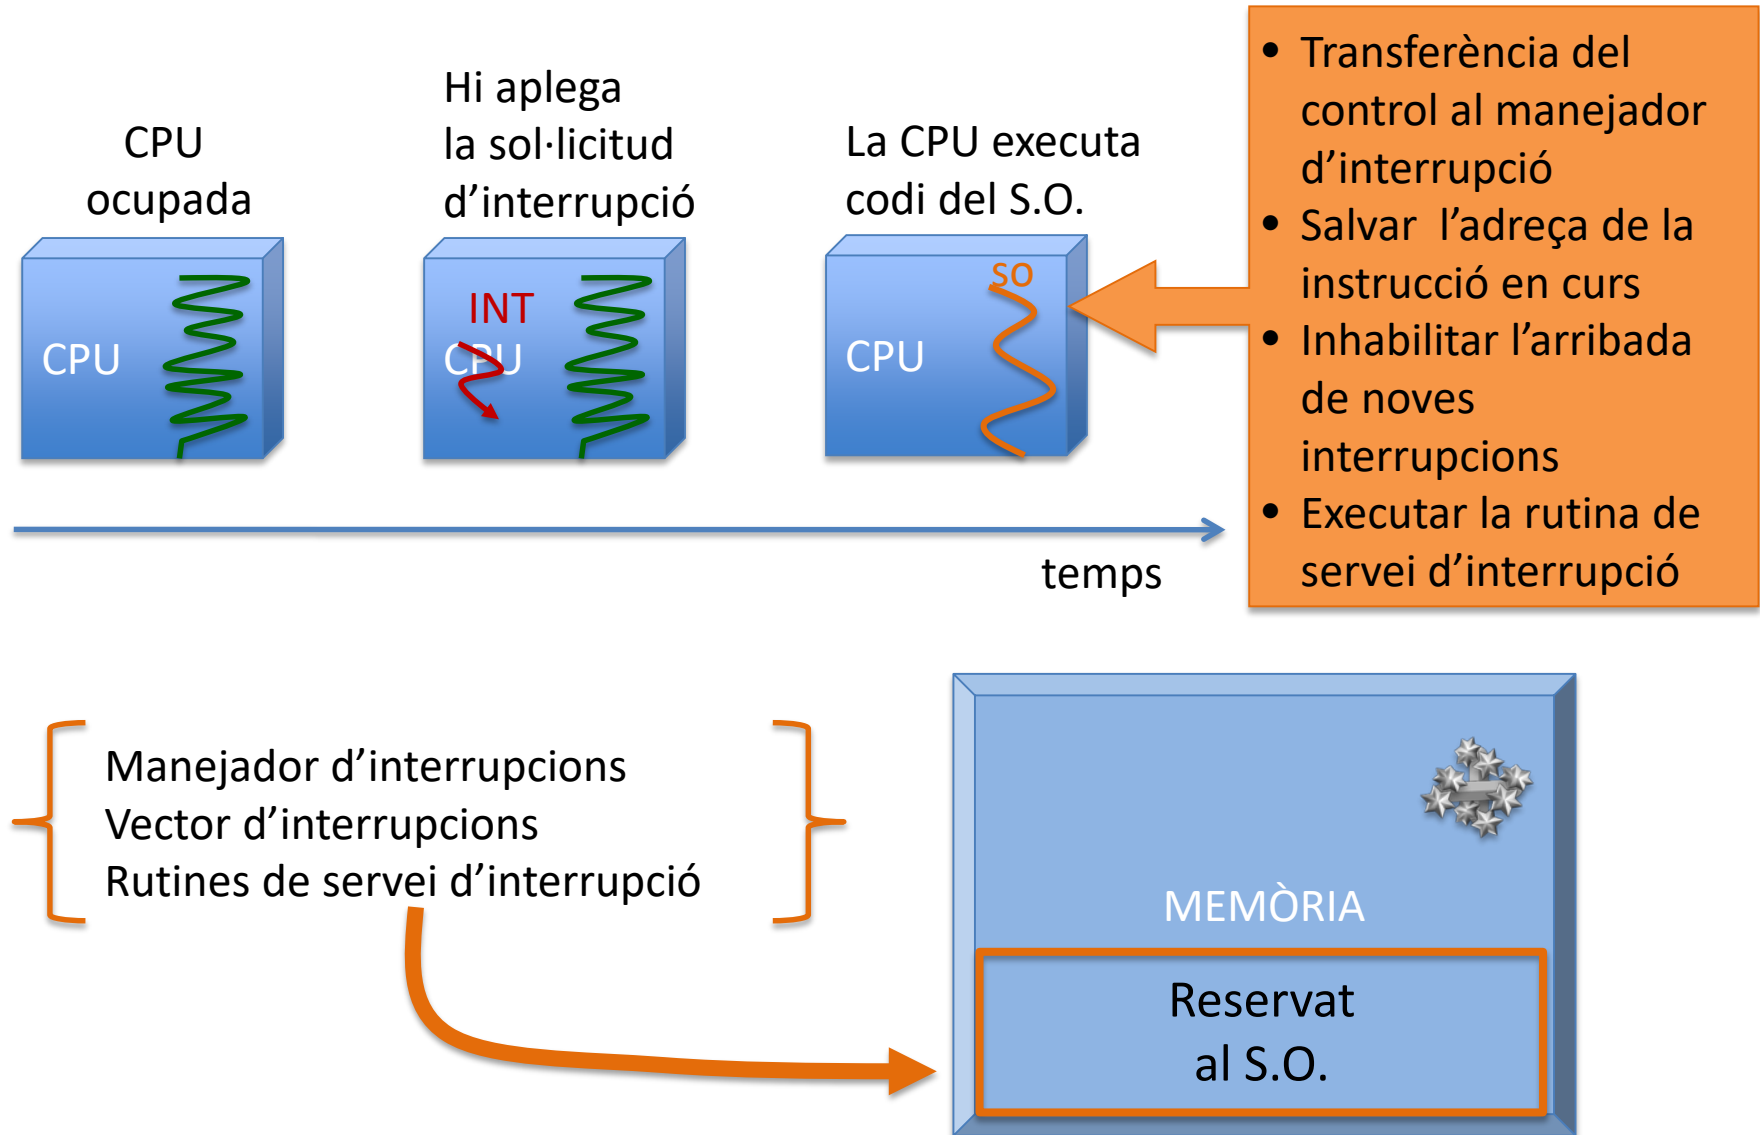 CPU
ocupada
Hi aplega
la sol·licitud
d’interrupció
La CPU executa
codi del S.O.
CPU
INT
CPU
SO
CPU
temps
• Transferència del
control al manejador
d’interrupció
• Salvar l’adreça de la
instrucció en curs
• Inhabilitar l’arribada
de noves
interrupcions
• Executar la rutina de
servei d’interrupció
Manejador d’interrupcions
Vector d’interrupcions
Rutines de servei d’interrupció
MEMÒRIA
Reservat
al S.O.